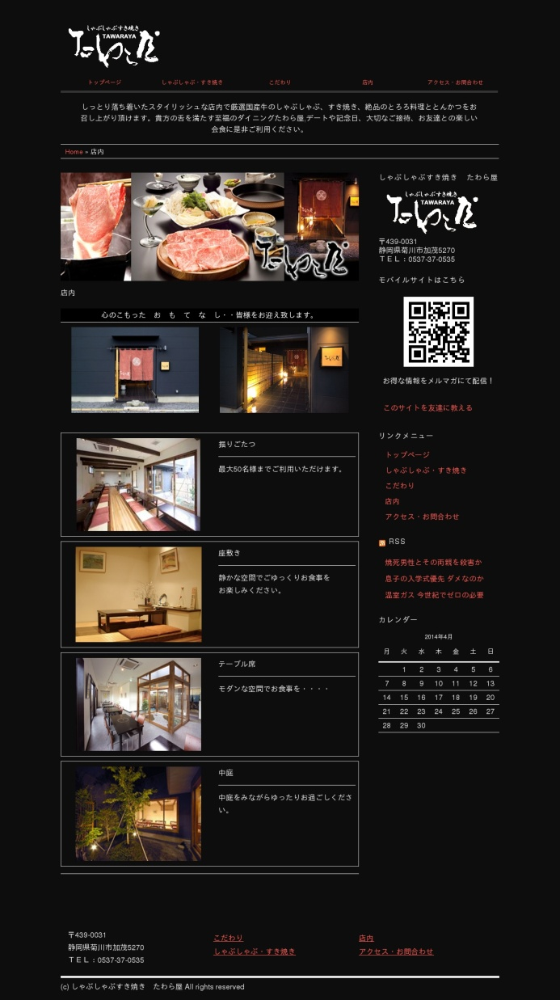 しゃぶしゃぶすき焼き
TAWARAYA
たわら屋
トップページ
しゃぶしゃぶ・すき焼き
こだわり
店内
アクセス・お問合わせ
しっとり落ち着いたスタイリッシュな店内で厳選国産牛のしゃぶしゃぶ、すき焼き、絶品のとろろ料理ととんかつをお
召し上がり頂けます。貴方の舌を満たす至福のダイニングたわら屋,デートや記念日、大切なご接待、お友達との楽しい
会食に是非ご利用ください。
Home » 店内
たわら屋
店内
心のこもった　お　も　て　な　し・・皆様をお迎え致します。
掘りごたつ
最大50名様までご利用いただけます。
座敷き
静かな空間でごゆっくりお食事を
お楽しみください。
テーブル席
モダンな空間でお食事を・・・・
中庭
中庭をみながらゆったりお過ごしくださ
い。
しゃぶしゃぶすき焼き　たわら屋
しゃぶしゃぶすき焼き
TAWARAYA
たわら屋
〒439-0031
静岡県菊川市加茂5270
ＴＥＬ：0537-37-0535
モバイルサイトはこちら
お得な情報をメルマガにて配信！
このサイトを友達に教える
リンクメニュー
トップページ
しゃぶしゃぶ・すき焼き
こだわり
店内
アクセス・お問合わせ
RSS
焼死男性とその両親を殺害か
息子の入学式優先 ダメなのか
温室ガス 今世紀でゼロの必要
カレンダー
2014年4月
月 火 水 木 金 土 日
1 2 3 4 5 6
7 8 9 10 11 12 13
14 15 16 17 18 19 20
21 22 23 24 25 26 27
28 29 30
〒439-0031
静岡県菊川市加茂5270
ＴＥＬ：0537-37-0535
こだわり
しゃぶしゃぶ・すき焼き
店内
アクセス・お問合わせ
(c) しゃぶしゃぶすき焼き　たわら屋 All rights reserved